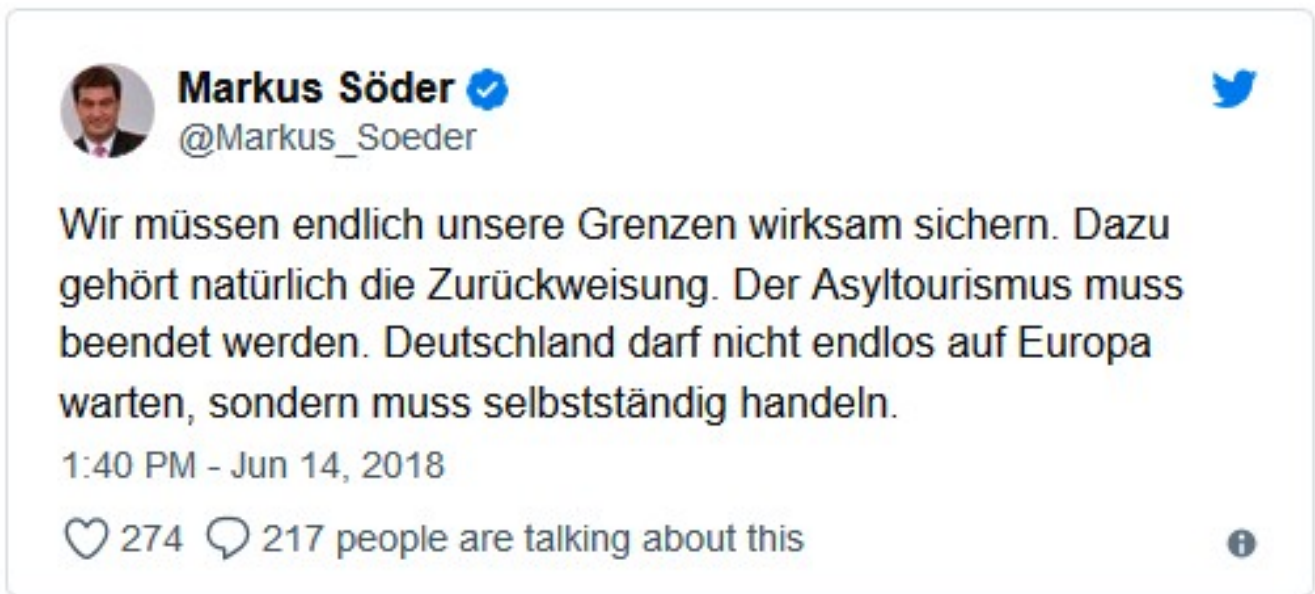 Markus Söder
@Markus_Soeder
Wir müssen endlich unsere Grenzen wirksam sichern. Dazu
gehört natürlich die Zurückweisung. Der Asyltourismus muss
beendet werden. Deutschland darf nicht endlos auf Europa
warten, sondern muss selbstständig handeln.
1:40 PM - Jun 14, 2018
274 217 people are talking about this